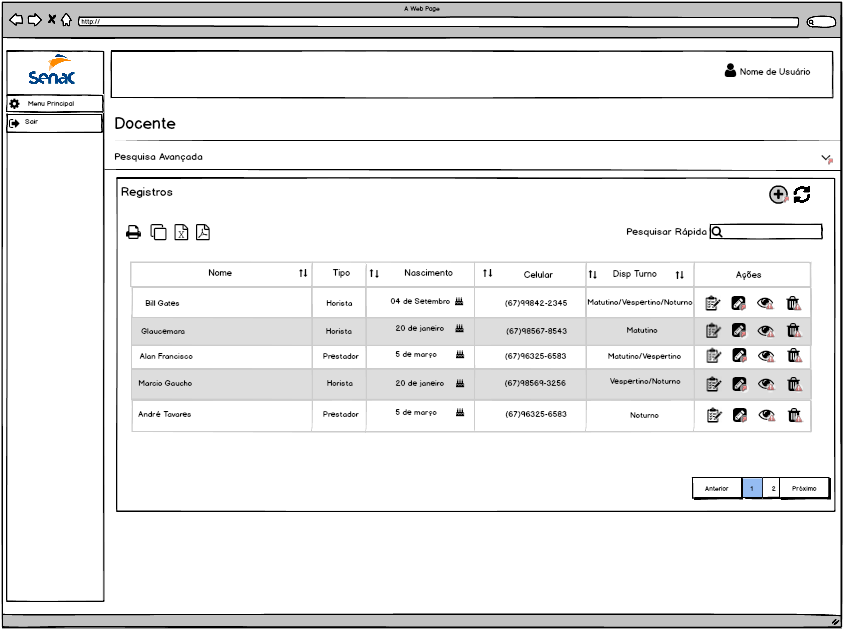 A Web Page
http://
Senac
Nome de Usuário
Menu Principal
Sair
Docente
Pesquisa Avançada
Registros
Pesquisar Rápida
Nome Tipo Nascimento Celular Disp Turno Ações
Bill Gates Horista 04 de Setembro (67)99842-2345 Matutino/Vespertino/Noturno
Glaucemara Horista 20 de janeiro (67)98567-8543 Matutino
Alan Francisco Prestador 5 de março (67)96325-6583 Matutino/Vespertino
Marcio Gaucho Horista 20 de janeiro (67)98569-3256 Vespertino/Noturno
André Tavares Prestador 5 de março (67)96325-6583 Noturno
Anterior 1 2 Próximo